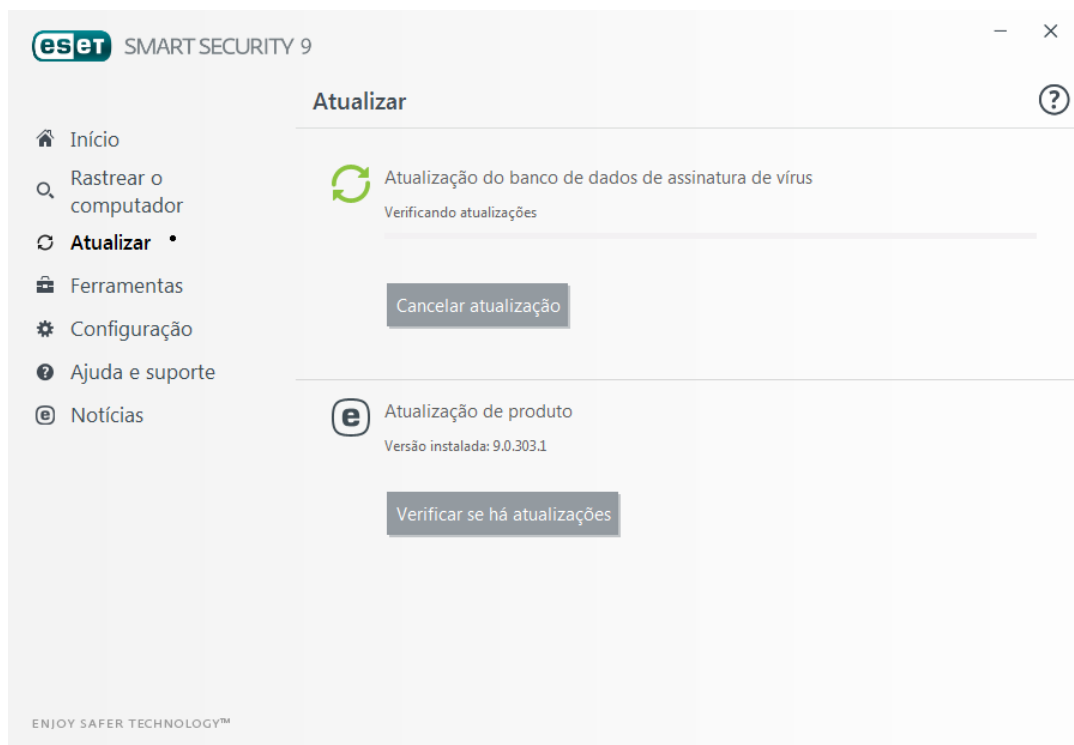 eset SMART SECURITY 9
Atualizar
Início
Rastrear o
computador
Atualizar
Ferramentas
Configuração
Ajuda e suporte
Notícias
Atualização do banco de dados de assinatura de vírus
Verificando atualizações
Cancelar atualização
Atualização de produto
Versão instalada: 9.0.303.1
Verificar se há atualizações
ENJOY SAFER TECHNOLOGY™